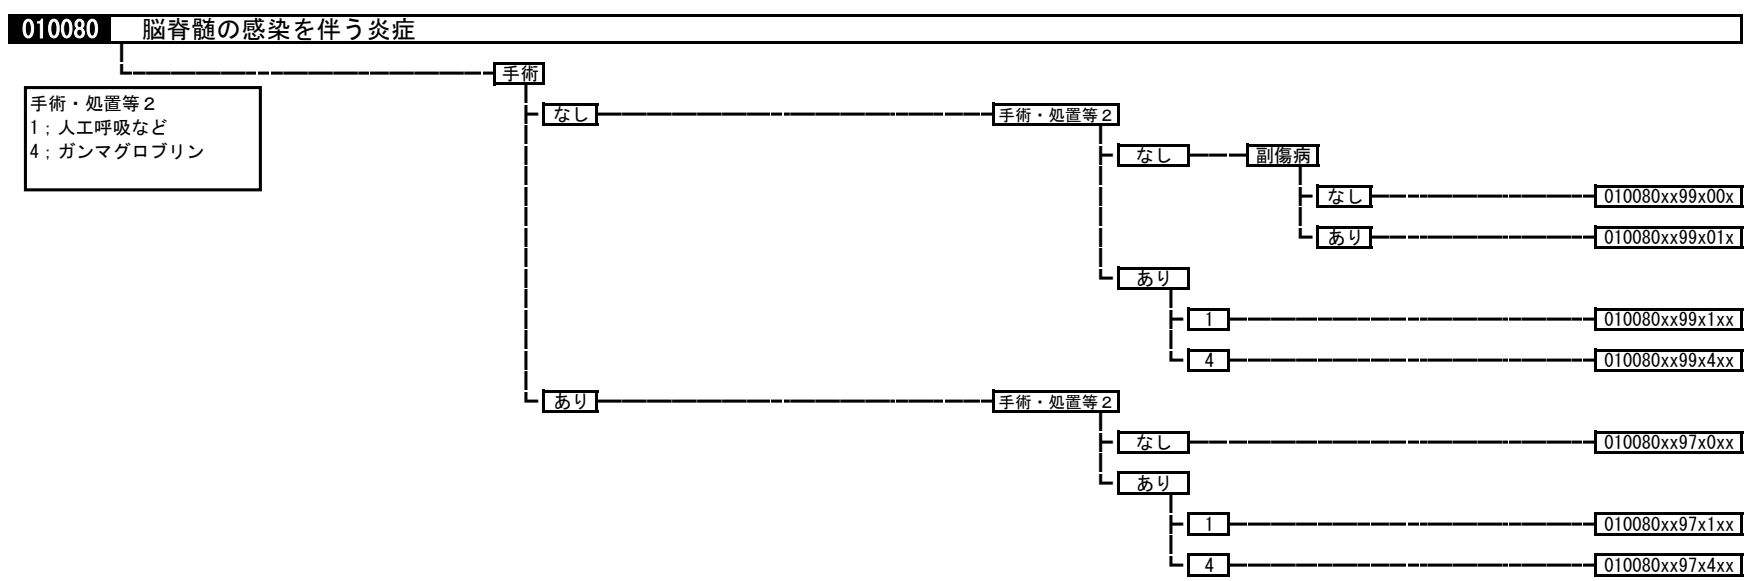 010080 脳脊髄の感染を伴う炎症
手術
手術・処置等２
1；人工呼吸など
4；ガンマグロブリン
なし 手術・処置等２
なし 副傷病
なし 010080xx99x00x
あり 010080xx99x01x
あり
1 010080xx99x1xx
4 010080xx99x4xx
あり 手術・処置等２
なし 010080xx97x0xx
あり
1 010080xx97x1xx
4 010080xx97x4xx